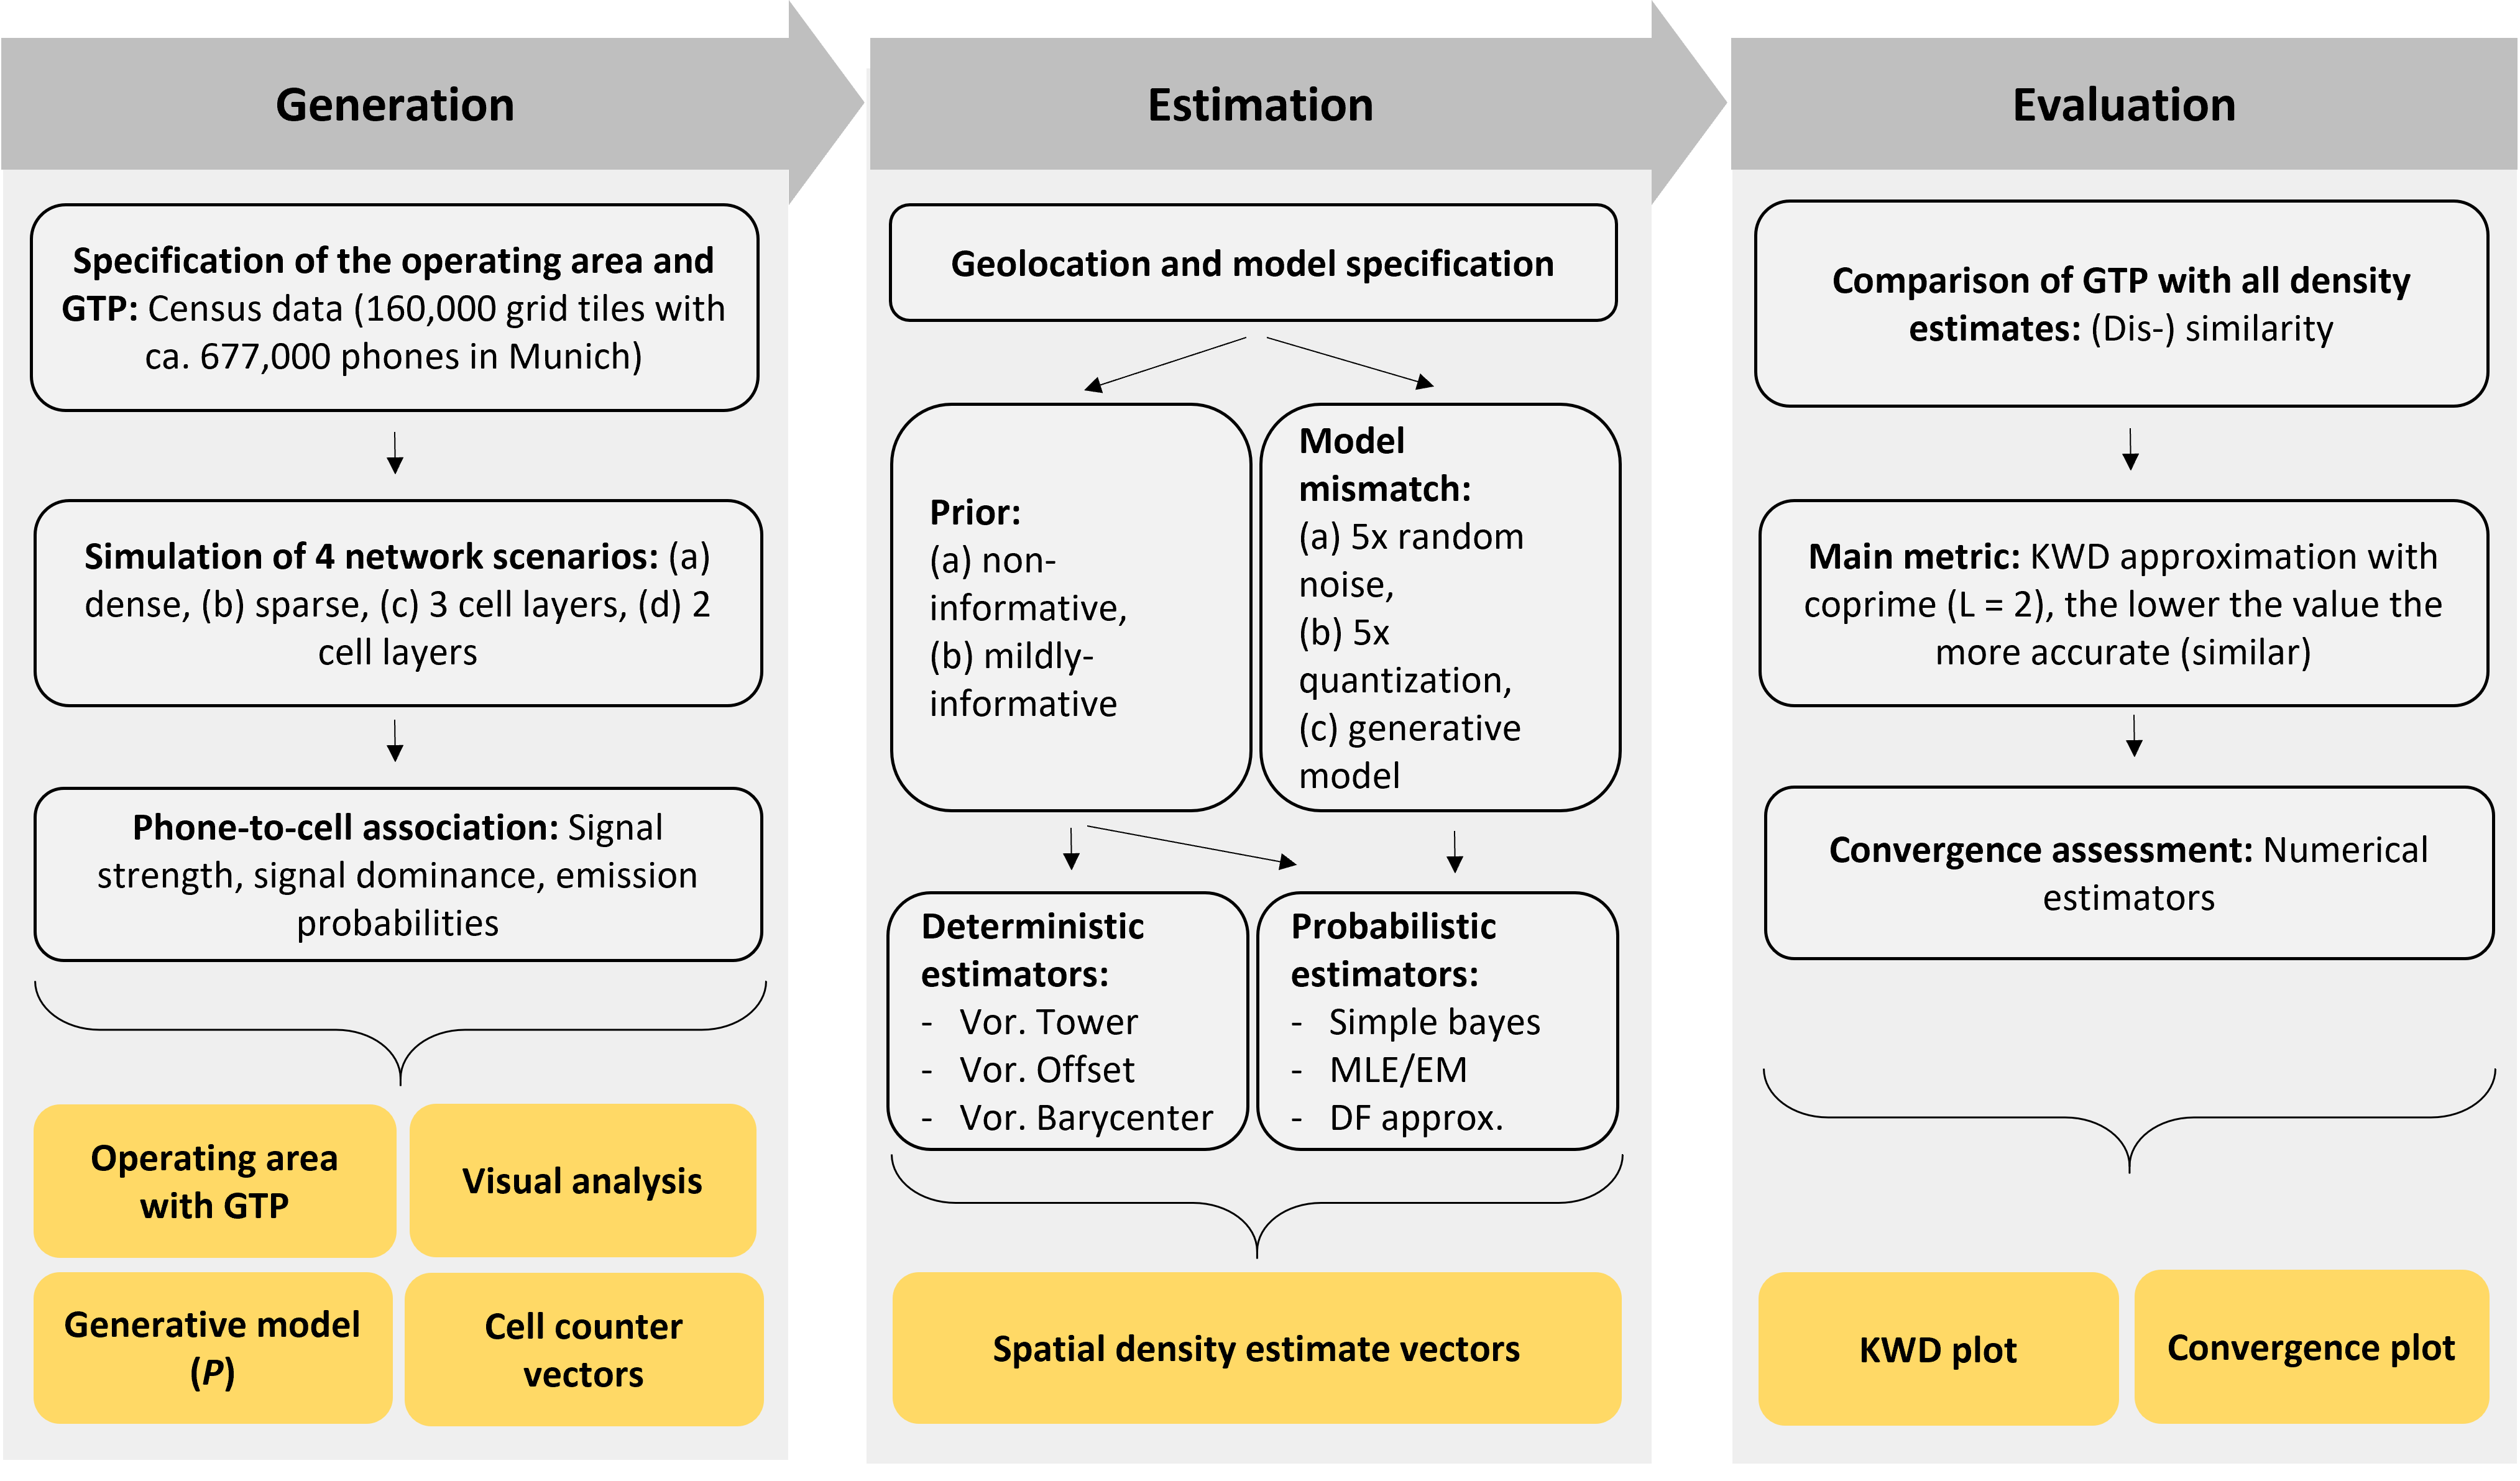 Generation
Specification of the operating area and
GTP: Census data (160,000 grid tiles with
ca. 677,000 phones in Munich)
Simulation of 4 network scenarios: (a)
dense, (b) sparse, (c) 3 cell layers, (d) 2
cell layers
Phone-to-cell association: Signal
strength, signal dominance, emission
probabilities
Operating area
with GTP
Visual analysis
Generative model
(P)
Cell counter
vectors
Estimation
Geolocation and model specification
Prior:
(a) non-
informative,
(b) mildly-
informative
Model
mismatch:
(a) 5x random
noise,
(b) 5x
quantization,
(c) generative
model
Deterministic
estimators:
- Vor. Tower
- Vor. Offset
- Vor. Barycenter
Probabilistic
estimators:
- Simple bayes
- MLE/EM
- DF approx.
Spatial density estimate vectors
Evaluation
Comparison of GTP with all density
estimates: (Dis-) similarity
Main metric: KWD approximation with
coprime (L = 2), the lower the value the
more accurate (similar)
Convergence assessment: Numerical
estimators
KWD plot
Convergence plot